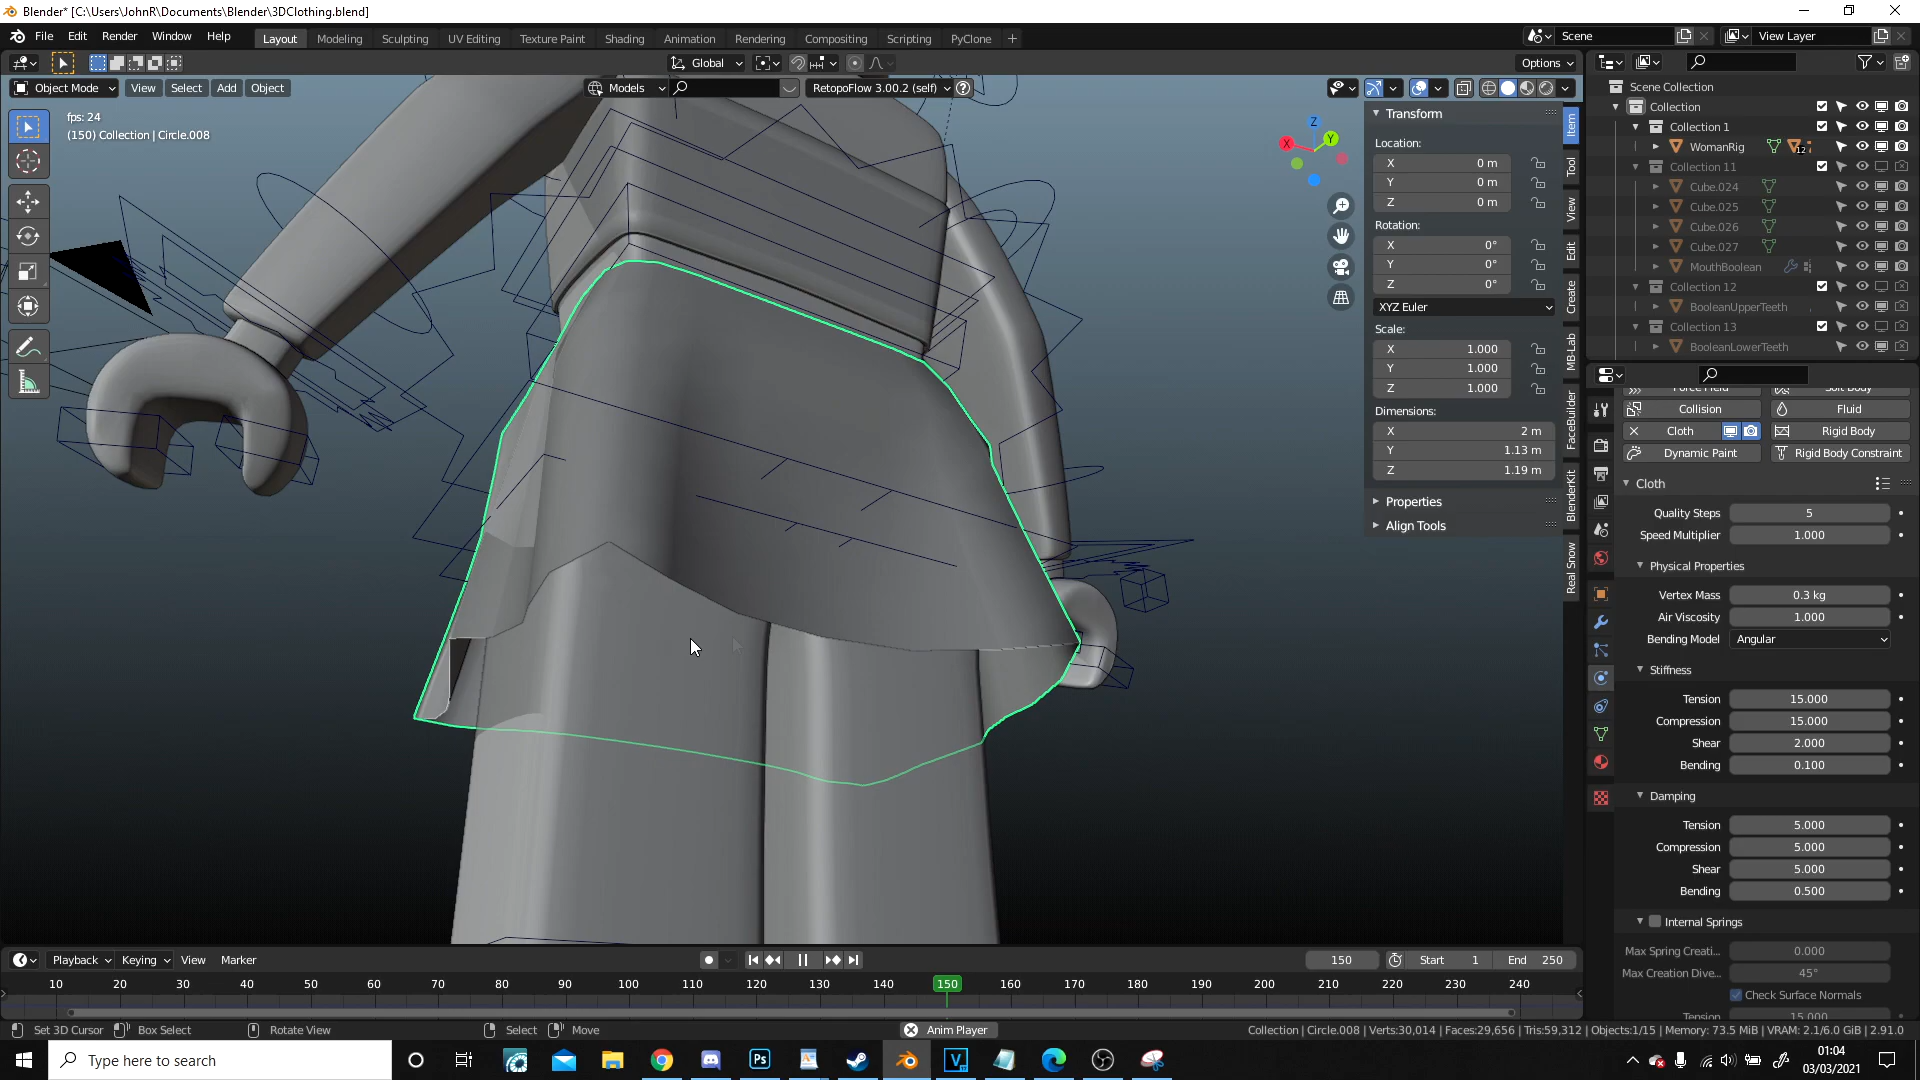 Blender* [C:\Users\JohnR\Documents\Blender\3DClothing.blend]
File Edit Render Window Help
Layout Modeling Sculpting UV Editing Texture Paint Shading Animation Rendering Compositing Scripting PyClone
Scene
View Layer
Global
Options
Object Mode View Select Add Object
Models
RetopoFlow 3.00.2 (self)
fps: 24
(150) Collection | Circle.008
Z
X
Y
Transform
Location:
X 0 m
Y 0 m
Z 0 m
Rotation:
X 0°
Y 0°
Z 0°
XYZ Euler
Scale:
X 1.000
Y 1.000
Z 1.000
Dimensions:
X 2 m
Y 1.13 m
Z 1.19 m
Properties
Align Tools
Item
Tool
View
Edit
Create
MB-Lab
FaceBuilder
BlenderKit
Real Snow
Scene Collection
Collection
Collection 1
WomanRig 12
Collection 11
Cube.024
Cube.025
Cube.026
Cube.027
MouthBoolean
Collection 12
BooleanUpperTeeth
Collection 13
BooleanLowerTeeth
Force Field Soft Body
Collision Fluid
Cloth Rigid Body
Dynamic Paint Rigid Body Constraint
Cloth
Quality Steps 5
Speed Multiplier 1.000
Physical Properties
Vertex Mass 0.3 kg
Air Viscosity 1.000
Bending Model Angular
Stiffness
Tension 15.000
Compression 15.000
Shear 2.000
Bending 0.100
Damping
Tension 5.000
Compression 5.000
Shear 5.000
Bending 0.500
Internal Springs
Max Spring Creati... 0.000
Max Creation Dive... 45°
Check Surface Normals
Tension 15.000
Playback Keying View Marker
150 Start 1 End 250
10 20 30 40 50 60 70 80 90 100 110 120 130 140 150 160 170 180 190 200 210 220 230 240
Set 3D Cursor Box Select Rotate View Select Move Anim Player Collection | Circle.008 | Verts:30,014 | Faces:29,656 | Tris:59,312 | Objects:1/15 | Memory: 73.5 MiB | VRAM: 2.1/6.0 GiB | 2.91.0
Type here to search
Ps
V
01:04
03/03/2021